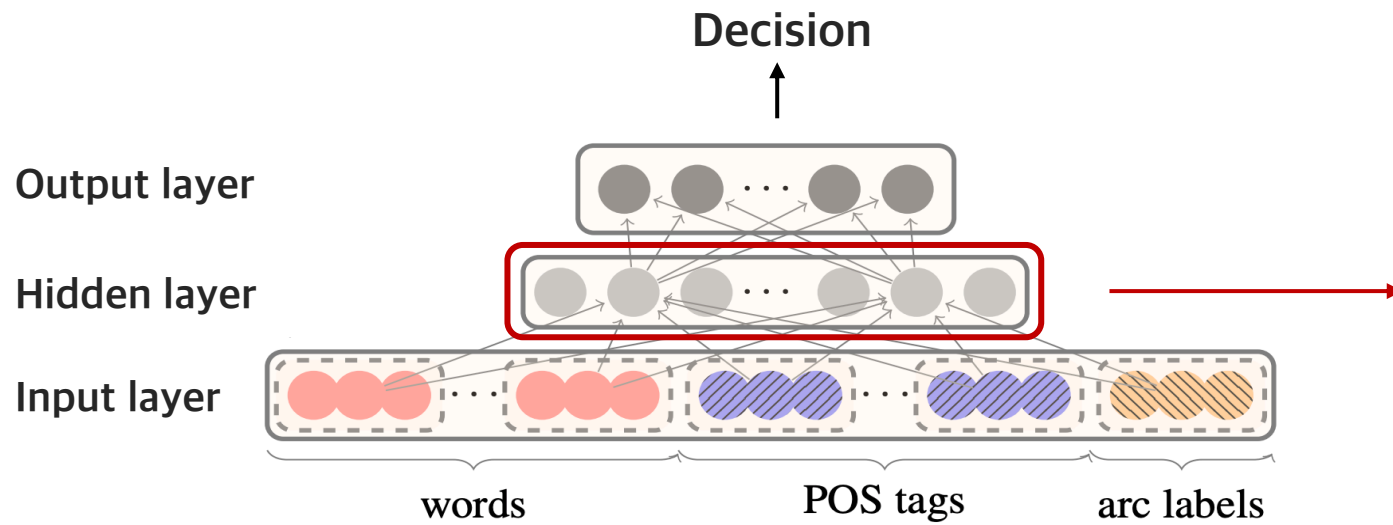 Decision
Output layer
· · ·
Hidden layer
· · ·
Input layer
· · ·
· · ·
words
POS tags
arc labels